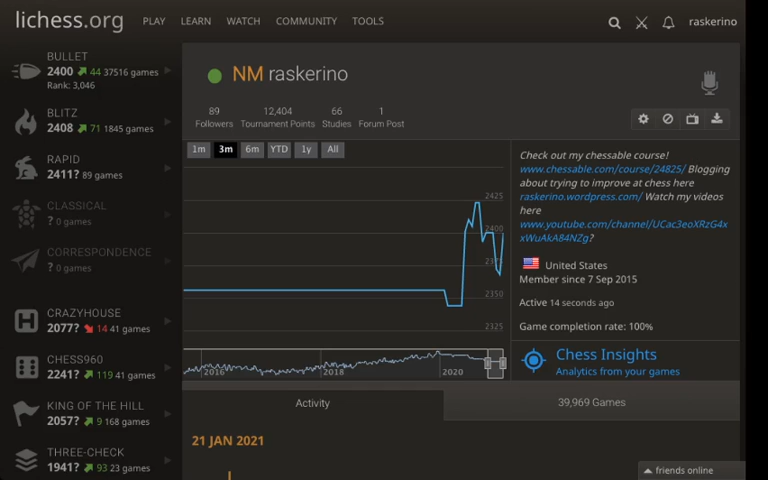 lichess.org
PLAY
LEARN
WATCH
COMMUNITY
TOOLS
raskerino
BULLET
2400 44 37516 games
Rank: 3,046
BLITZ
2408 71 1845 games
RAPID
2411? 89 games
CLASSICAL
? 0 games
CORRESPONDENCE
? 0 games
CRAZYHOUSE
2077? 14 41 games
CHESS960
2241? 119 41 games
KING OF THE HILL
2057? 9 168 games
THREE-CHECK
1941? 93 23 games
NM raskerino
89
Followers
12,404
Tournament Points
66
Studies
1
Forum Post
1m
3m
6m
YTD
1y
All
2425
2400
2350
2325
2016
2018
2020
Check out my chessable course!
www.chessable.com/course/24825/ Blogging
about trying to improve at chess here
raskerino.wordpress.com/ Watch my videos
here
www.youtube.com/channel/UCac3eoXRzG4x
xWuAkA84NZg?
United States
Member since 7 Sep 2015
Active 14 seconds ago
Game completion rate: 100%
Chess Insights
Analytics from your games
Activity
39,969 Games
21 JAN 2021
friends online